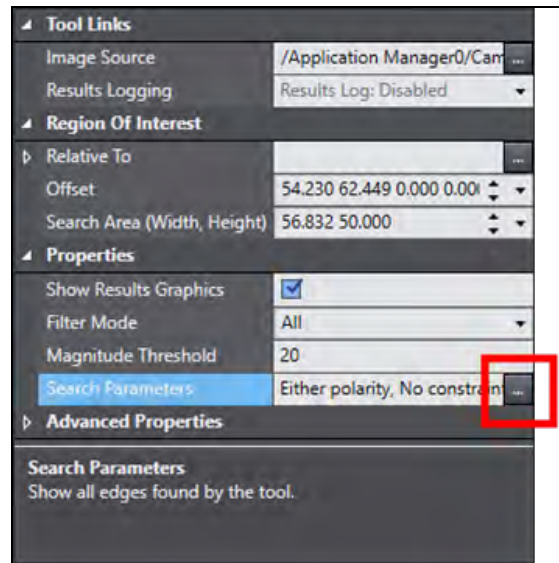 Tool Links
Image Source /Application Manager0/Cam ...
Results Logging Results Log: Disabled
Region Of Interest
Relative To ...
Offset 54.230 62.449 0.000 0.00
Search Area (Width, Height) 56.832 50.000
Properties
Show Results Graphics
Filter Mode All
Magnitude Threshold 20
Search Parameters Either polarity, No constrain ...
Advanced Properties
Search Parameters
Show all edges found by the tool.